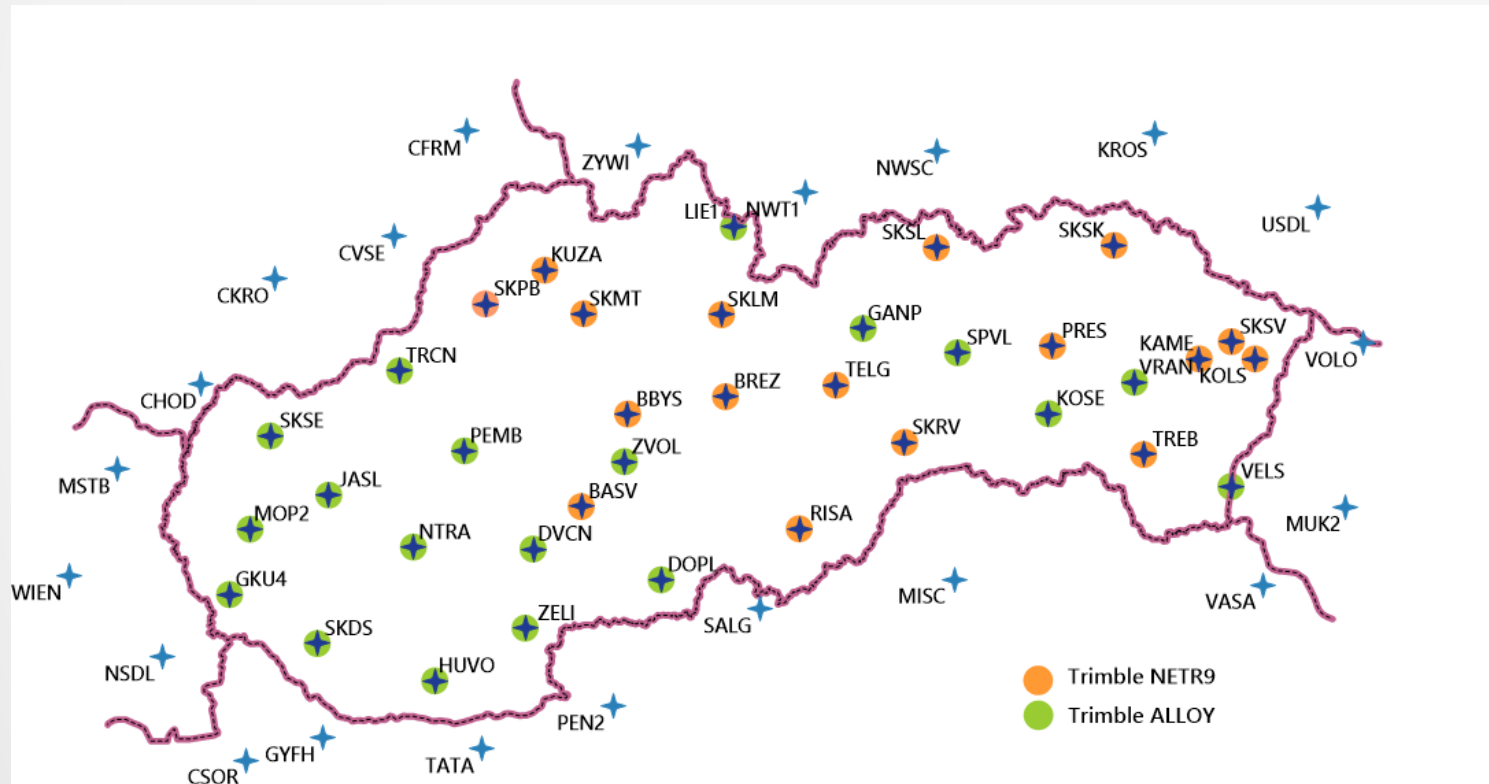 CFRM
ZYWI
NWSC
KROS
LIE1
NWT1
USDL
CVSE
SKSL
SKSK
KUZA
CKRO
SKPB
SKMT
SKLM
GANP
SPVL
PRES
KAME
SKSV
VOLO
TRCN
TELG
VRAN
KOLS
BREZ
CHOD
BBYS
KOSE
SKSE
PEMB
ZVOL
SKRV
TREB
VELS
MSTB
JASL
BASV
MOP2
RISA
MUK2
NTRA
DVCN
DOPL
GKU4
WIEN
MISC
VASA
ZELI
SALG
SKDS
HUVO
NSDL
PEN2
GYFH
TATA
CSOR
Trimble NETR9
Trimble ALLOY